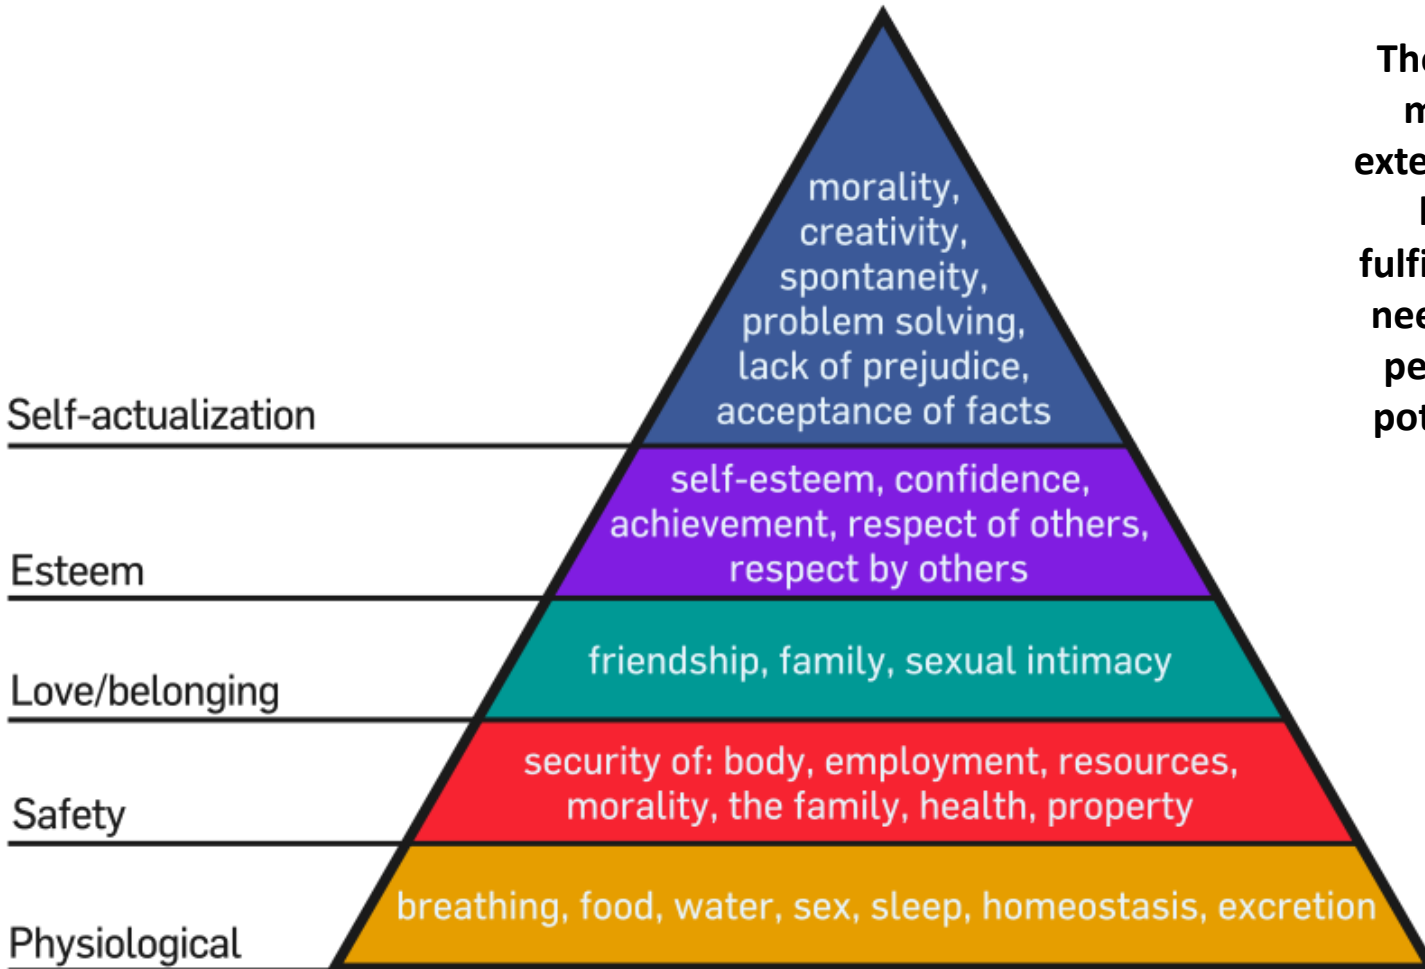 morality,
creativity,
spontaneity,
problem solving,
lack of prejudice,
acceptance of facts
Self-actualization
self-esteem, confidence,
achievement, respect of others,
respect by others
Esteem
friendship, family, sexual intimacy
Love/belonging
security of: body, employment, resources,
morality, the family, health, property
Safety
breathing, food, water, sex, sleep, homeostasis, excretion
Physiological